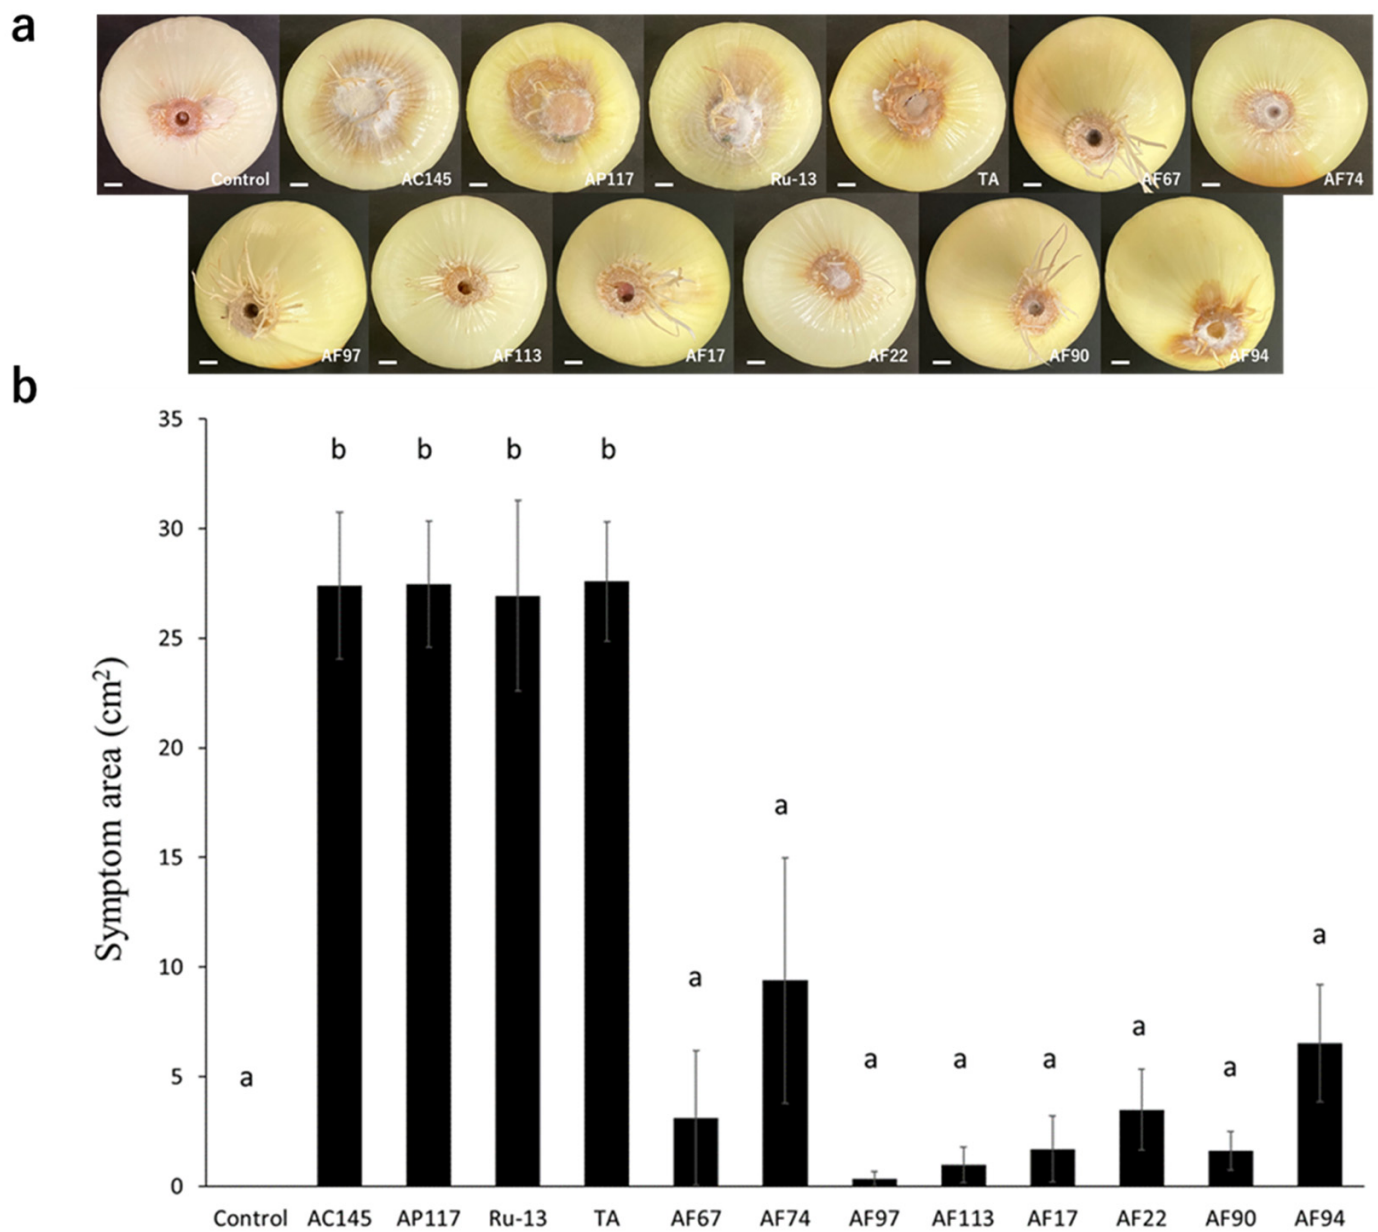 a
Control AC145 AP117 Ru-13 TA AF67 AF74
AF97 AF113 AF17 AF22 AF90 AF94
b
Symptom area (cm²)
35
30
25
20
15
10
5
0
b b b b
a
a
a
a
a a a
a
a
a
Control AC145 AP117 Ru-13 TA AF67 AF74 AF97 AF113 AF17 AF22 AF90 AF94